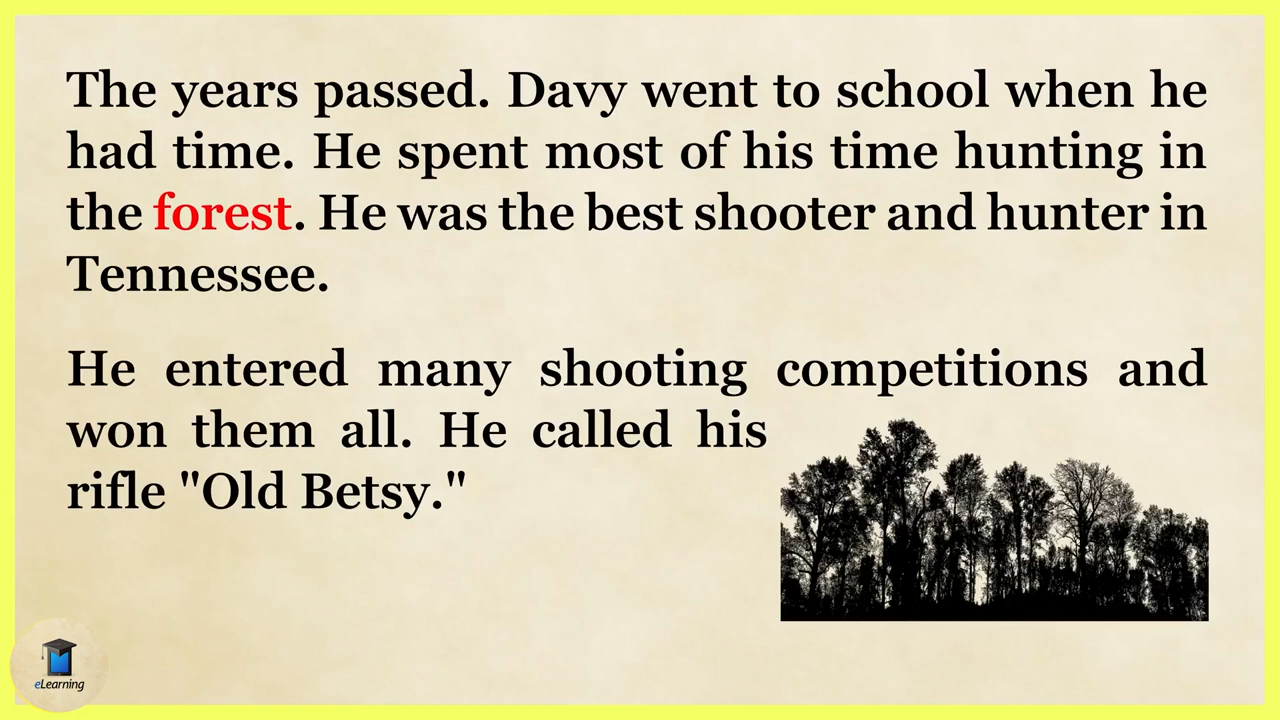 The years passed. Davy went to school when he
had time. He spent most of his time hunting in
the forest. He was the best shooter and hunter in
Tennessee.
He entered many shooting competitions and
won them all. He called his
rifle "Old Betsy."
eLearning